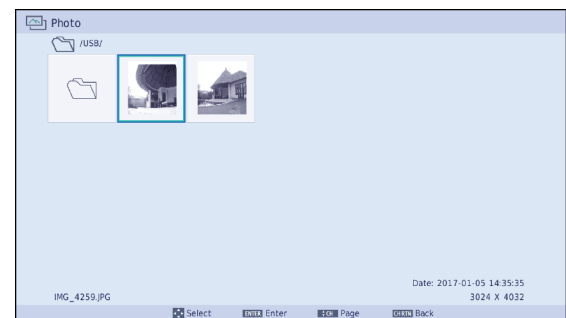 Photo
/USB/
Date: 2017-01-05 14:35:35
IMG_4259.JPG 3024 X 4032
Select ENTER Enter CH Page CH RTN Back